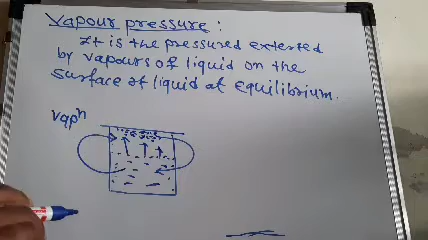 Vapour pressure :
It is the pressured exterted
by vapours of liquid on the
surface of liquid at equilibrium.
Vapn